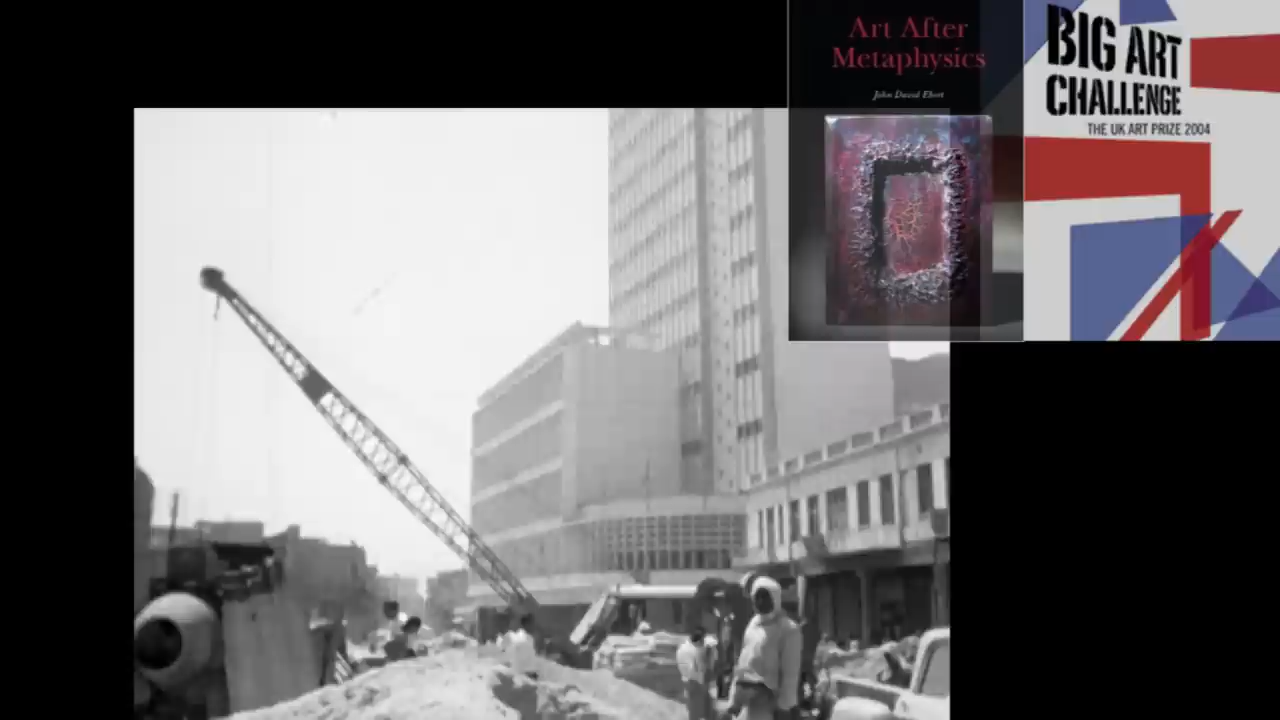 Art After
Metaphysics
John David Ebert
BIG ART
CHALLENGE
THE UK ART PRIZE 2004